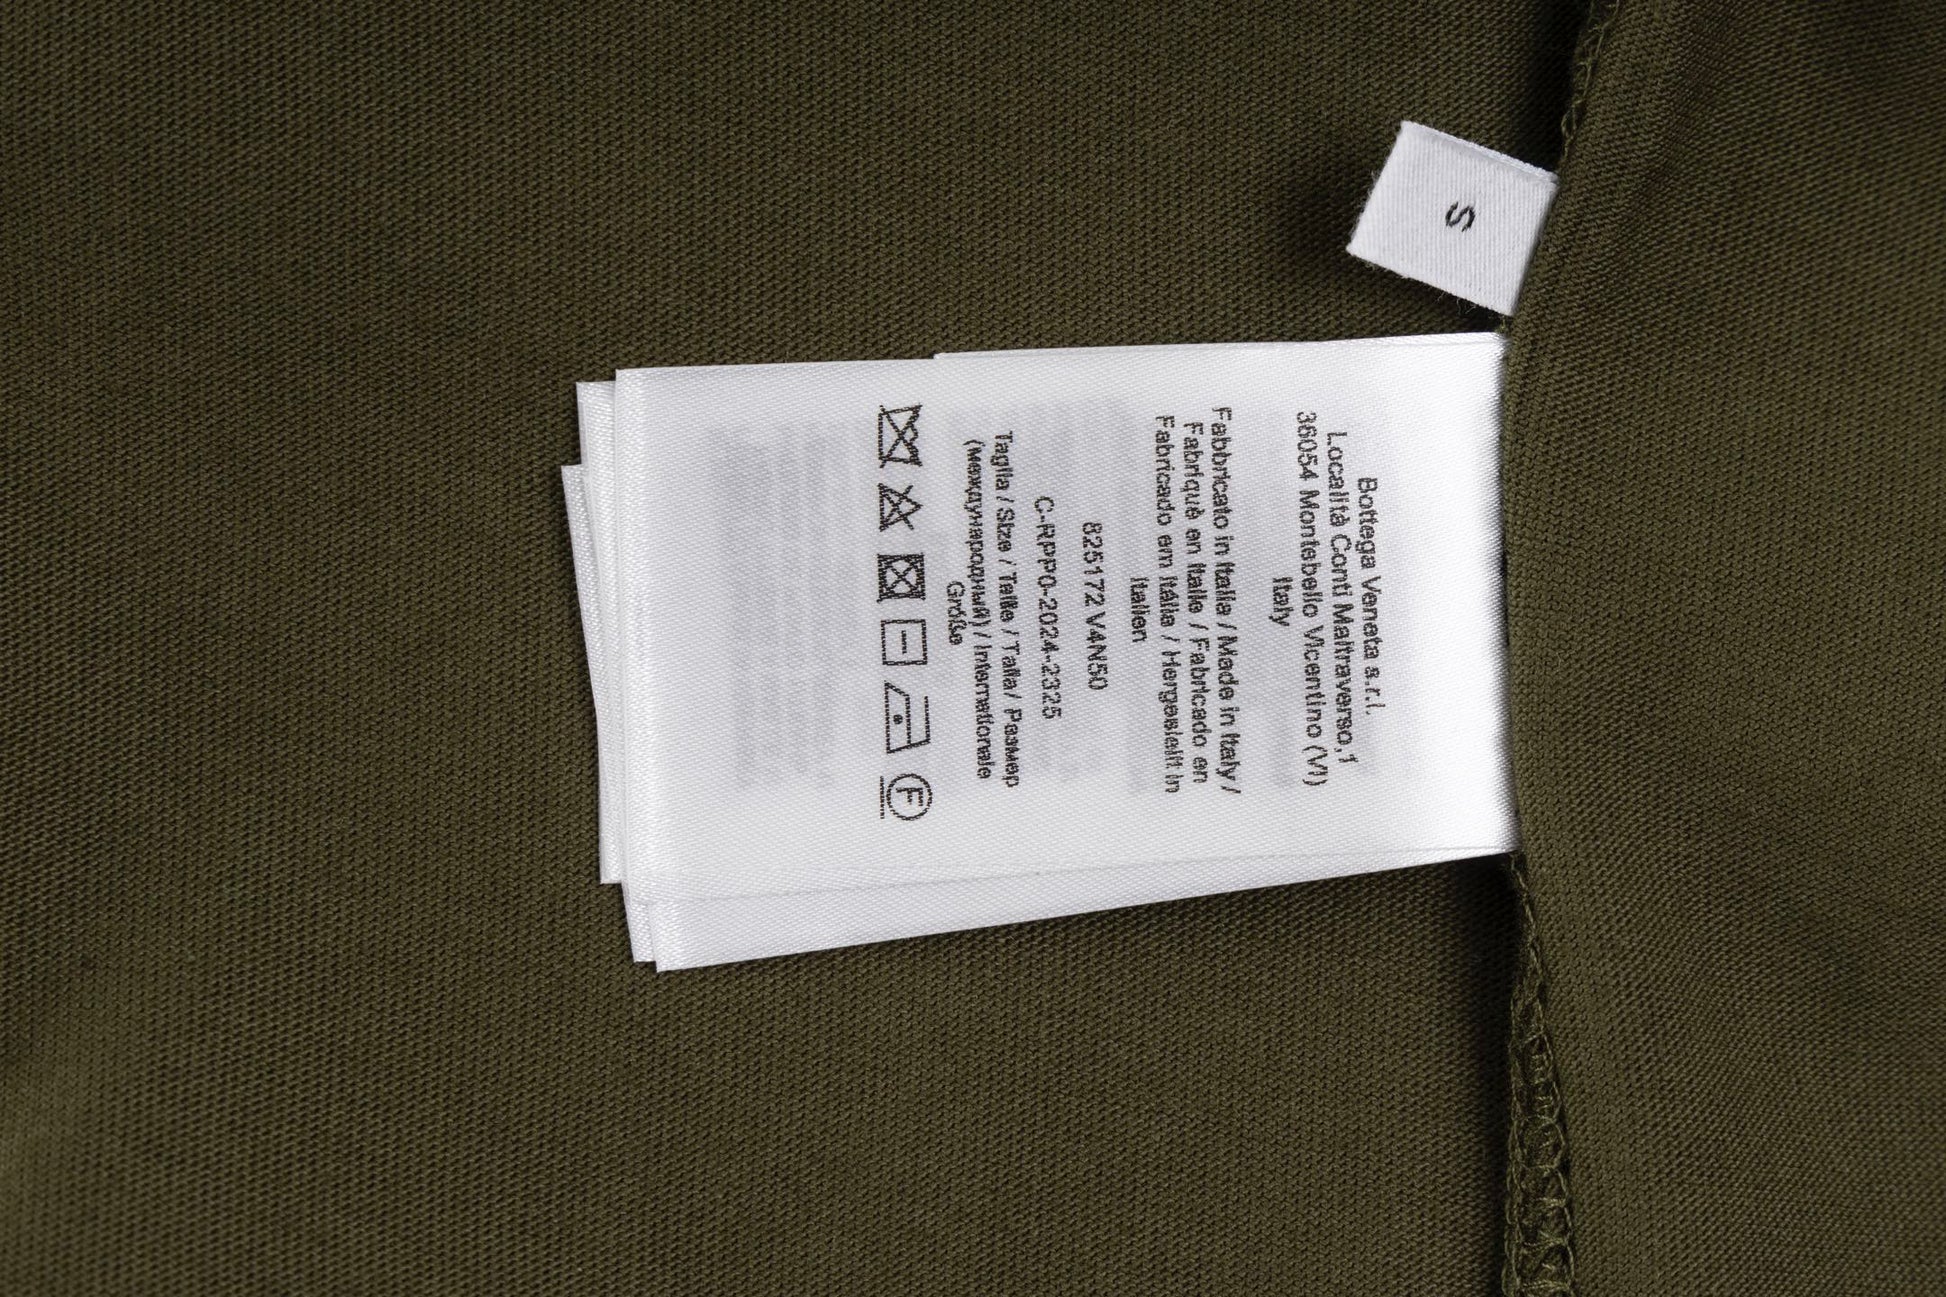 S
Bottega Veneta s.r.l.
Località Conti Maltraverso,1
36054 Montebello Vicentino (VI)
Italy
Fabbricato in Italia / Made in Italy /
Fabriqué en Italie / Fabricado en
Fabricado em Itália / Hergestellt in
Italien
825172 V4N50
C-RPP0-2024-2325
Taglia / Size / Taille / Talla / Размер
(международный) / Internationale
Größe
F